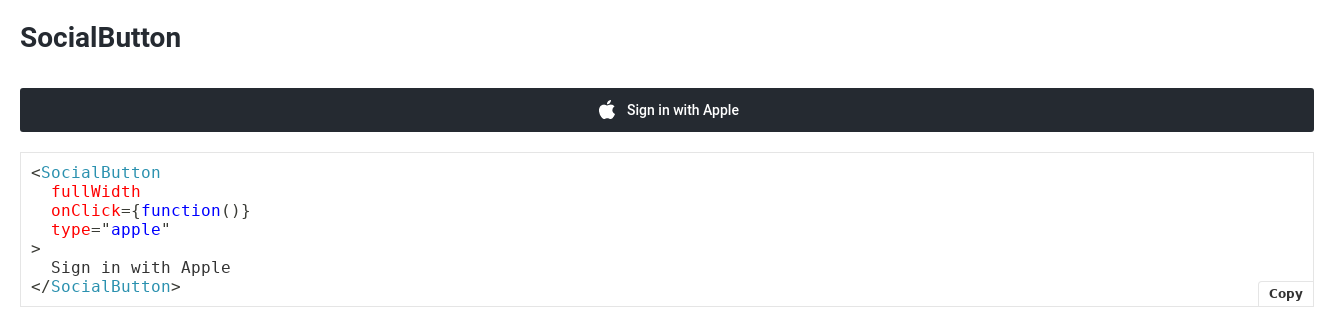 SocialButton
Sign in with Apple
<SocialButton
  fullWidth
  onClick={function()}
  type="apple"
>
  Sign in with Apple
</SocialButton>
Copy